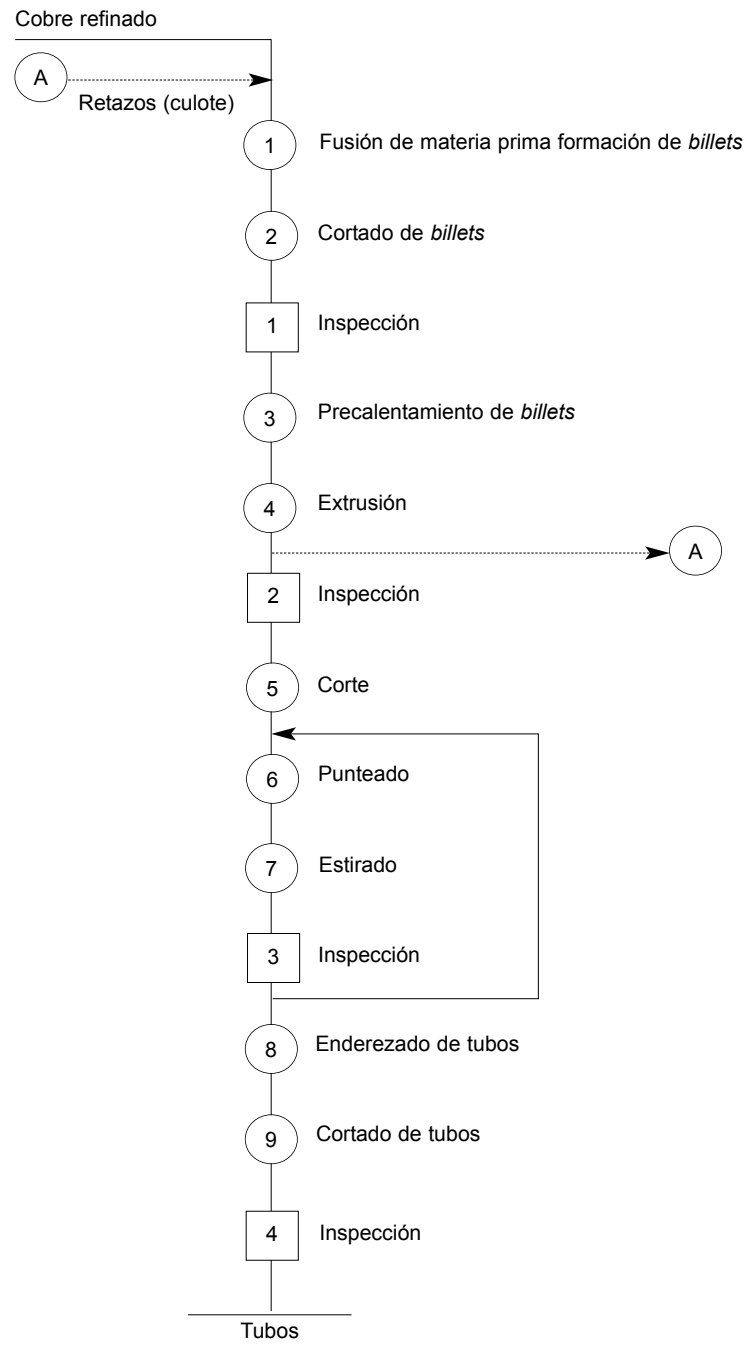 Cobre refinado
A
Retazos (culote)
1 Fusión de materia prima formación de billets
2 Cortado de billets
1 Inspección
3 Precalentamiento de billets
4 Extrusión
A
2 Inspección
5 Corte
6 Punteado
7 Estirado
3 Inspección
8 Enderezado de tubos
9 Cortado de tubos
4 Inspección
Tubos